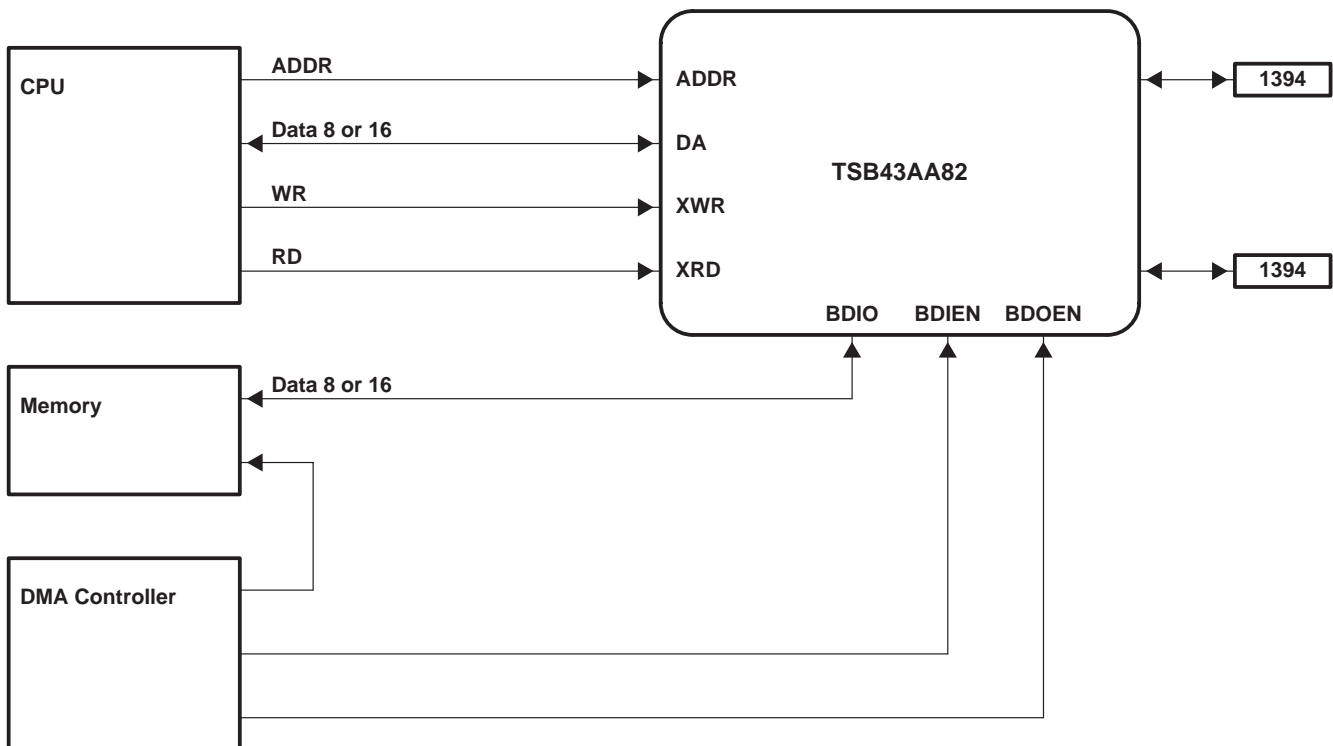 CPU
ADDR
Data 8 or 16
WR
RD
ADDR
DA
XWR
XRD
TSB43AA82
BDIO BDIEN BDOEN
1394
1394
Memory
Data 8 or 16
DMA Controller